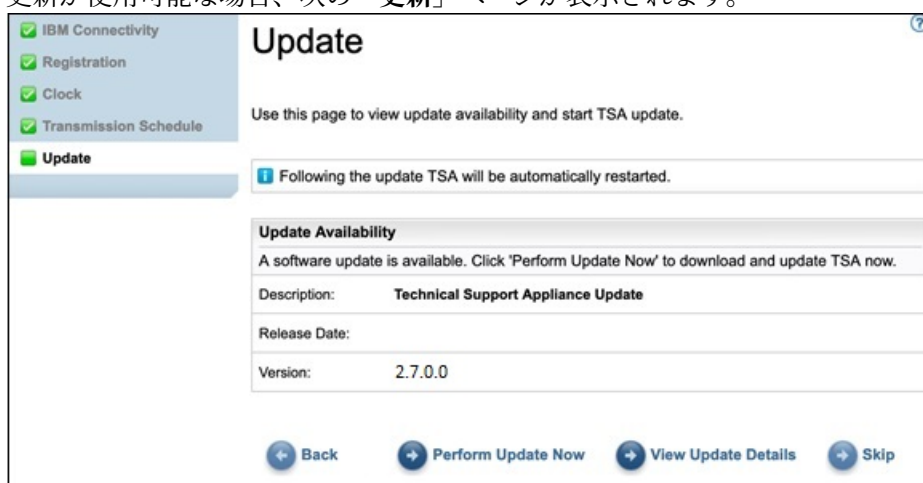 更新が使用可能な場合、次の「更新」ページが表示されます。
IBM Connectivity
Registration
Clock
Transmission Schedule
Update
Update
?
Use this page to view update availability and start TSA update.
Following the update TSA will be automatically restarted.
Update Availability
A software update is available. Click 'Perform Update Now' to download and update TSA now.
Description: Technical Support Appliance Update
Release Date:
Version: 2.7.0.0
Back Perform Update Now View Update Details Skip